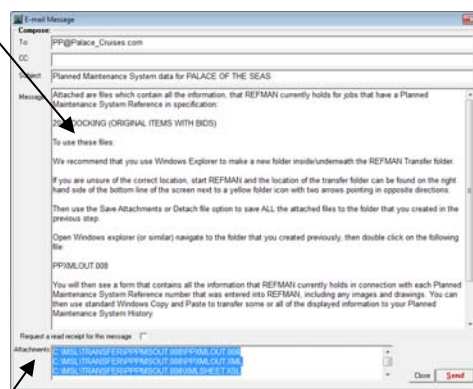 E-mail Message
Compose:
To: PP@Palace_Cruises.com
CC:
Subject: Planned Maintenance System data for PALACE OF THE SEAS
Message: Attached are files which contain all the information, that REFMAN currently holds for jobs that have a Planned
Maintenance System Reference in specification:
DOCKING (ORIGINAL ITEMS WITH BIDS)
To use these files:
We recommend that you use Windows Explorer to make a new folder inside/underneath the REFMAN Transfer folder.
If you are unsure of the correct location, start REFMAN and the location of the transfer folder can be found on the right
hand side of the bottom line of the screen next to a yellow folder icon with two arrows pointing in opposite directions.
Then use the Save Attachments or Detach file option to save ALL the attached files to the folder that you created in the
previous step.
Open Windows explorer (or similar) navigate to the folder that you created previously, then double click on the following
file:
PPXMLOUT.008
You will then see a form that contains all the information that REFMAN currently holds in connection with each Planned
Maintenance System Reference number that was entered into REFMAN, including any images and drawings. You can
then use standard Windows Copy and Paste to transfer some or all of the displayed information to your Planned
Maintenance System History.
Request a read receipt for this message
Attachments: C:\MSL\TRANSFER\PPPMSOUT.008\PPXMLOUT.008
C:\MSL\TRANSFER\PPPMSOUT.008\PPXMLOUT.XML
C:\MSL\TRANSFER\PPPMSOUT.008\XMLSHEET.XSL
Close Send